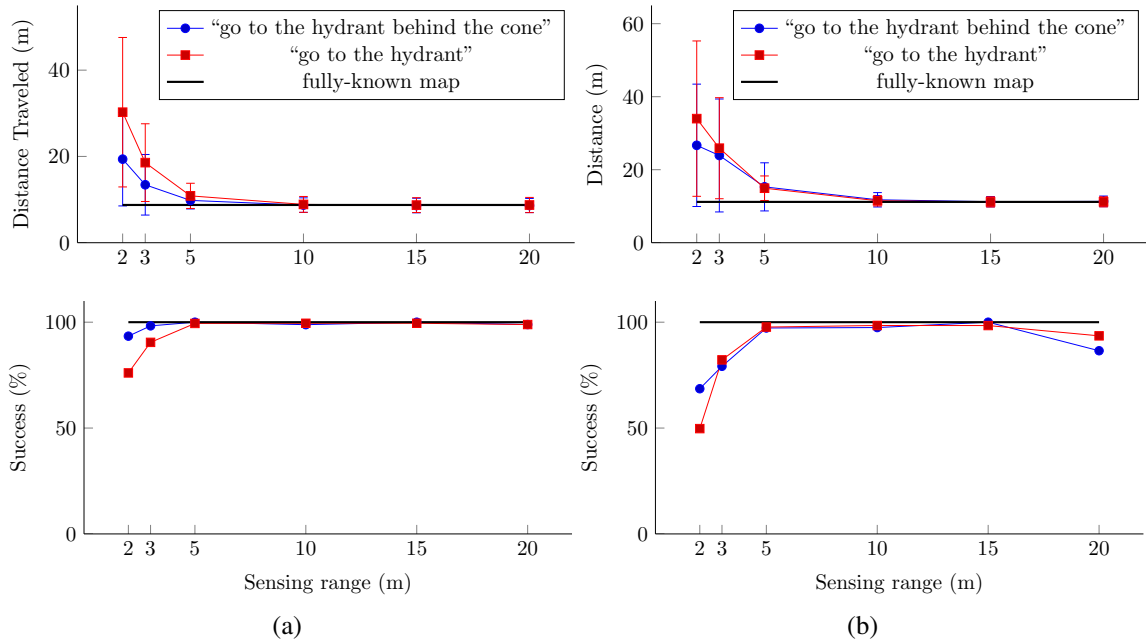 “go to the hydrant behind the cone”
“go to the hydrant”
fully-known map
Distance Traveled (m)
40
20
0
2 3 5 10 15 20
“go to the hydrant behind the cone”
“go to the hydrant”
fully-known map
Distance (m)
60
40
20
0
2 3 5 10 15 20
Success (%)
100
50
0
2 3 5 10 15 20
Sensing range (m)
(a)
Success (%)
100
50
0
2 3 5 10 15 20
Sensing range (m)
(b)